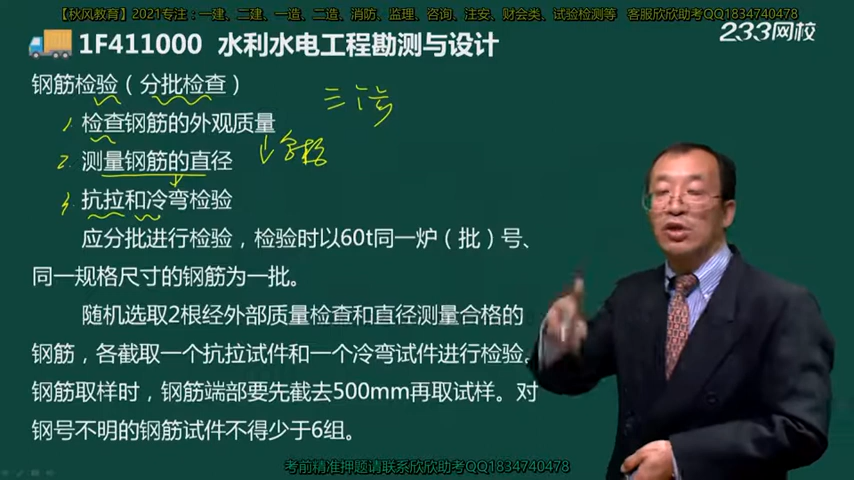 【秋风教育】2021专注：一建、二建、一造、二造、消防、监理、咨询、注安、财会类、试验检测等 客服欣欣助考QQ1834740478
233网校
1F411000 水利水电工程勘测与设计
钢筋检验（分批检查）
1. 检查钢筋的外观质量
2. 测量钢筋的直径
3. 抗拉和冷弯检验
合格
应分批进行检验，检验时以60t同一炉（批）号、
同一规格尺寸的钢筋为一批。
随机选取2根经外部质量检查和直径测量合格的
钢筋，各截取一个抗拉试件和一个冷弯试件进行检验。
钢筋取样时，钢筋端部要先截去500mm再取试样。对
钢号不明的钢筋试件不得少于6组。
考前精准押题请联系欣欣助考QQ1834740478